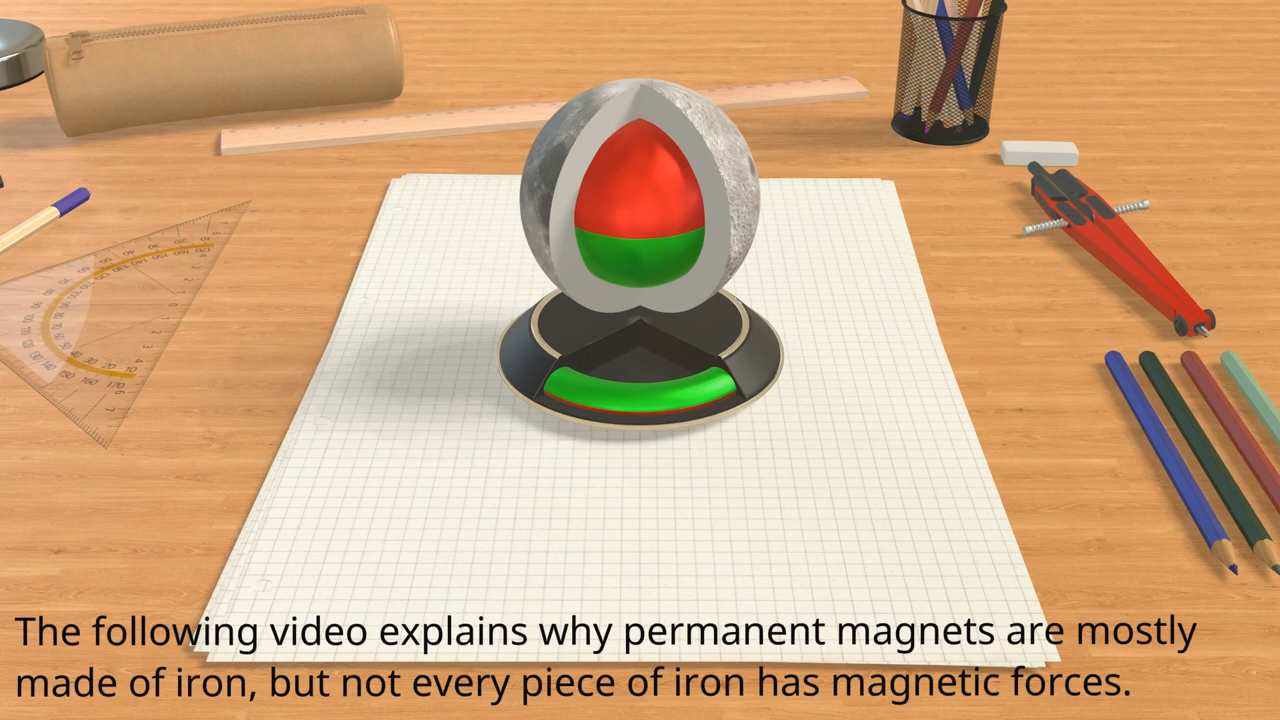 The following video explains why permanent magnets are mostly
made of iron, but not every piece of iron has magnetic forces.